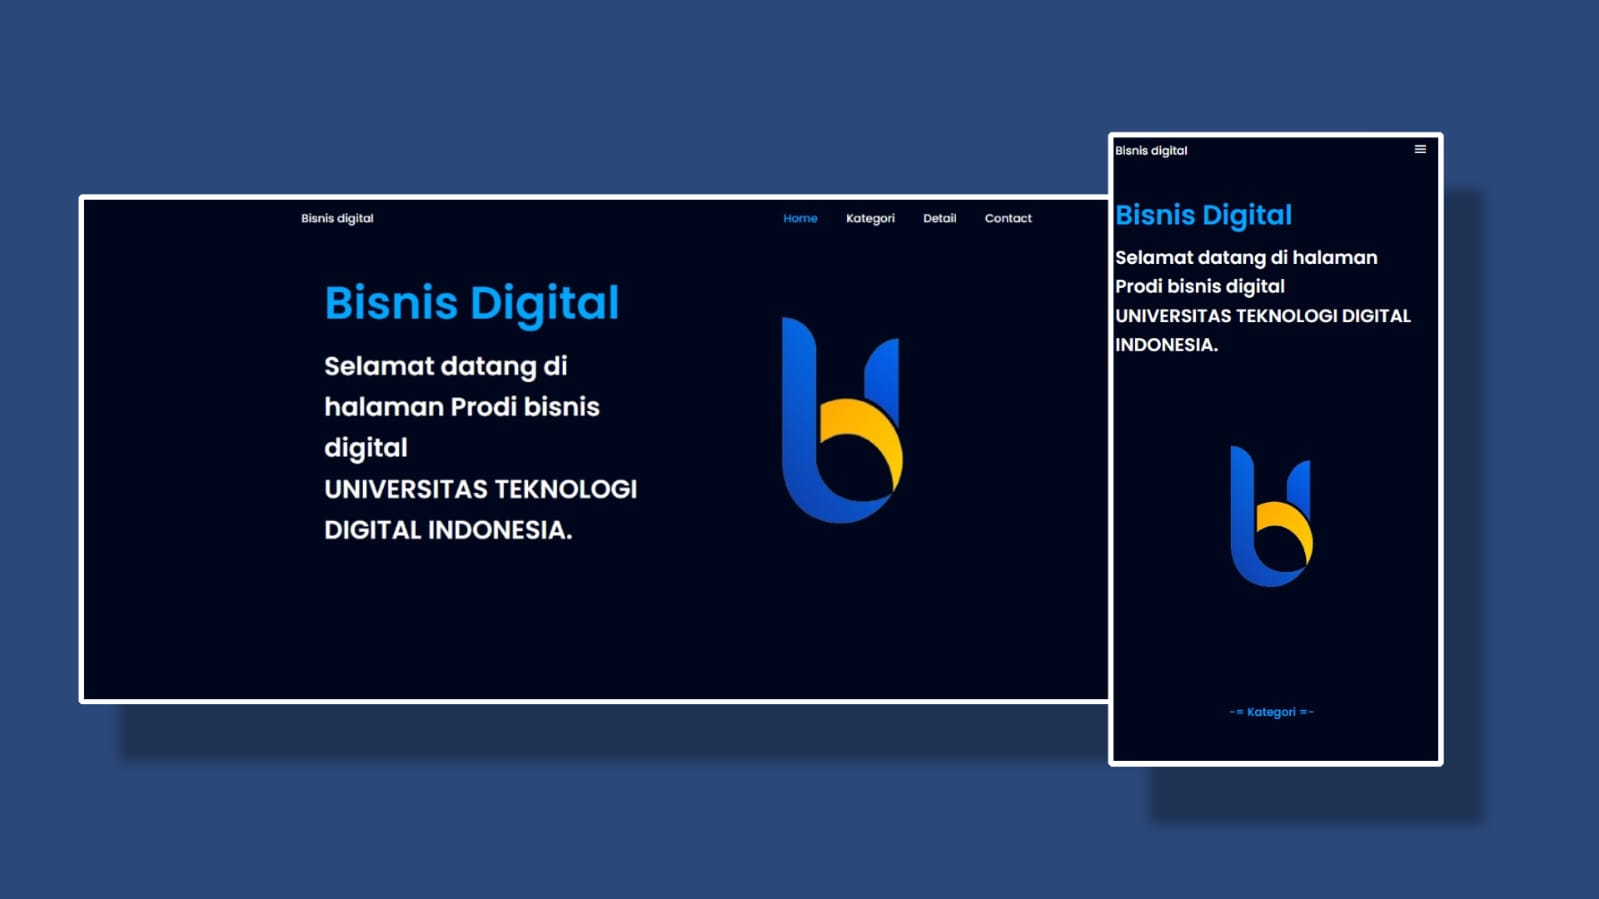 Bisnis digital
Home Kategori Detail Contact
Bisnis Digital
Selamat datang di
halaman Prodi bisnis
digital
UNIVERSITAS TEKNOLOGI
DIGITAL INDONESIA.
Bisnis digital
Bisnis Digital
Selamat datang di halaman
Prodi bisnis digital
UNIVERSITAS TEKNOLOGI DIGITAL
INDONESIA.
-= Kategori =-